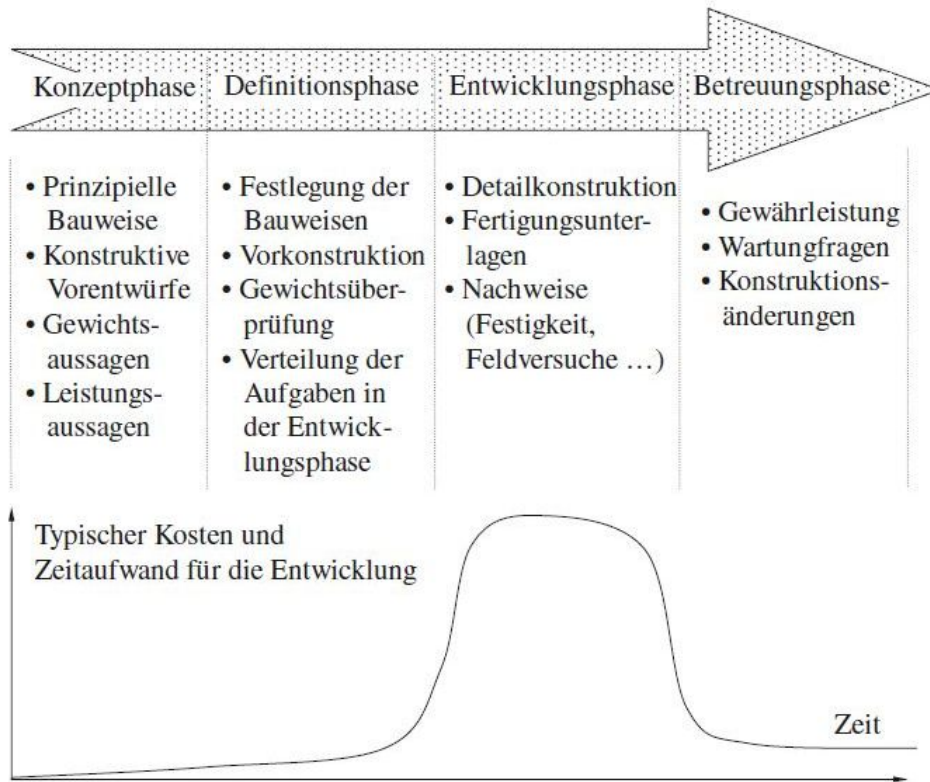 Konzeptphase
Definitionsphase
Entwicklungsphase
Betreuungsphase
• Prinzipielle
Bauweise
• Konstruktive
Vorentwürfe
• Gewichts-
aussagen
• Leistungs-
aussagen
• Festlegung der
Bauweisen
• Vorkonstruktion
• Gewichtsüber-
prüfung
• Verteilung der
Aufgaben in
der Entwick-
lungsphase
• Detailkonstruktion
• Fertigungsunter-
lagen
• Nachweise
(Festigkeit,
Feldversuche …)
• Gewährleistung
• Wartungfragen
• Konstruktions-
änderungen
Typischer Kosten und
Zeitaufwand für die Entwicklung
Zeit